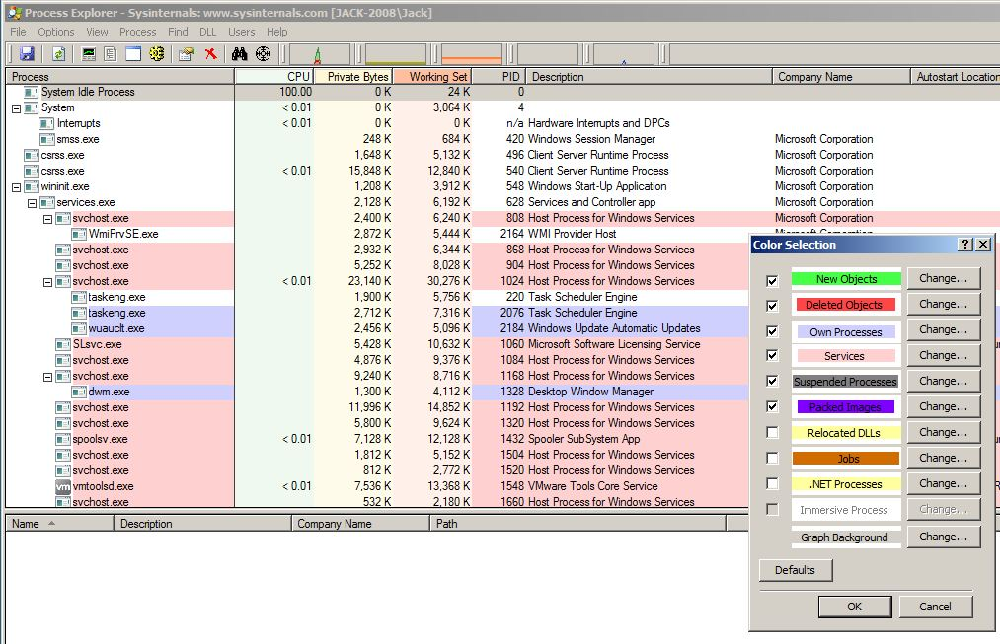 Process Explorer - Sysinternals: www.sysinternals.com [JACK-2008\Jack]
File Options View Process Find DLL Users Help
Process CPU Private Bytes Working Set PID Description Company Name Autostart Location
System Idle Process 100.00 0 K 24 K 0
System < 0.01 0 K 3,064 K 4
Interrupts < 0.01 0 K 0 K n/a Hardware Interrupts and DPCs
smss.exe 248 K 684 K 420 Windows Session Manager Microsoft Corporation
csrss.exe 1,648 K 5,132 K 496 Client Server Runtime Process Microsoft Corporation
csrss.exe < 0.01 15,848 K 12,840 K 540 Client Server Runtime Process Microsoft Corporation
wininit.exe 1,208 K 3,912 K 548 Windows Start-Up Application Microsoft Corporation
services.exe 2,128 K 6,192 K 628 Services and Controller app Microsoft Corporation
svchost.exe 2,400 K 6,240 K 808 Host Process for Windows Services Microsoft Corporation
WmiPrvSE.exe 2,872 K 5,444 K 2164 WMI Provider Host
svchost.exe 2,932 K 6,344 K 868 Host Process for Windows Services
svchost.exe 5,252 K 8,028 K 904 Host Process for Windows Services
svchost.exe < 0.01 23,140 K 30,276 K 1024 Host Process for Windows Services
taskeng.exe 1,900 K 5,756 K 220 Task Scheduler Engine
taskeng.exe 2,712 K 7,316 K 2076 Task Scheduler Engine
wuauclt.exe 2,456 K 5,096 K 2184 Windows Update Automatic Updates
SLsvc.exe 5,428 K 10,632 K 1060 Microsoft Software Licensing Service
svchost.exe 4,876 K 9,376 K 1084 Host Process for Windows Services
svchost.exe 9,240 K 8,716 K 1168 Host Process for Windows Services
dwm.exe 1,300 K 4,112 K 1328 Desktop Window Manager
svchost.exe 11,996 K 14,852 K 1192 Host Process for Windows Services
svchost.exe 5,800 K 9,624 K 1320 Host Process for Windows Services
spoolsv.exe < 0.01 7,128 K 12,128 K 1432 Spooler SubSystem App
svchost.exe 1,812 K 5,152 K 1504 Host Process for Windows Services
svchost.exe 812 K 2,772 K 1520 Host Process for Windows Services
vm vmtoolsd.exe < 0.01 7,536 K 13,368 K 1548 VMware Tools Core Service
svchost.exe 532 K 2,180 K 1660 Host Process for Windows Services
Name Description Company Name Path
Color Selection
New Objects Change...
Deleted Objects Change...
Own Processes Change...
Services Change...
Suspended Processes Change...
Packed Images Change...
Relocated DLLs Change...
Jobs Change...
.NET Processes Change...
Immersive Process Change...
Graph Background Change...
Defaults
OK Cancel